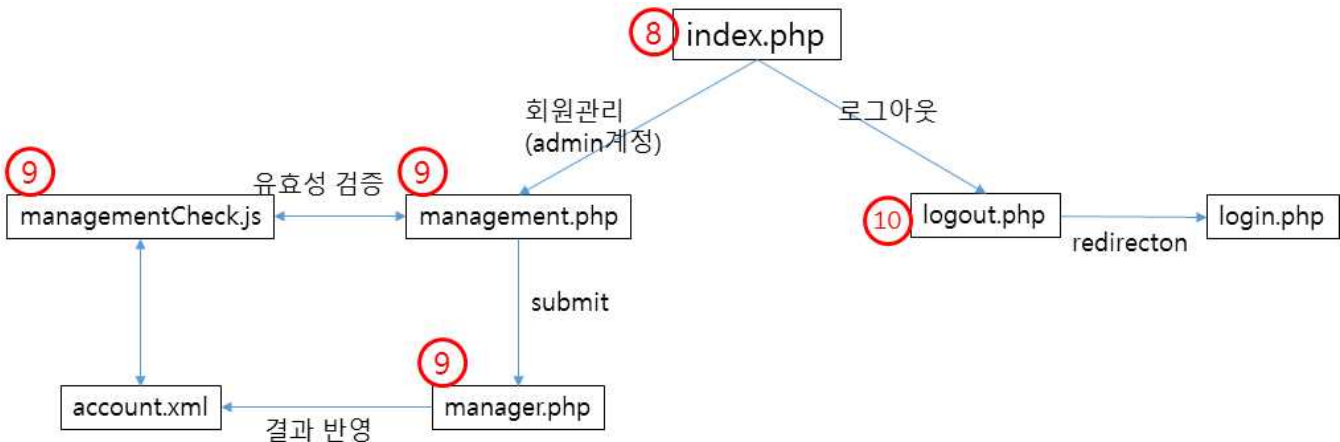 8
index.php
회원관리
(admin계정)
로그아웃
9
유효성 검증
9
managementCheck.js
management.php
10
logout.php
login.php
redirecton
submit
9
account.xml
manager.php
결과 반영